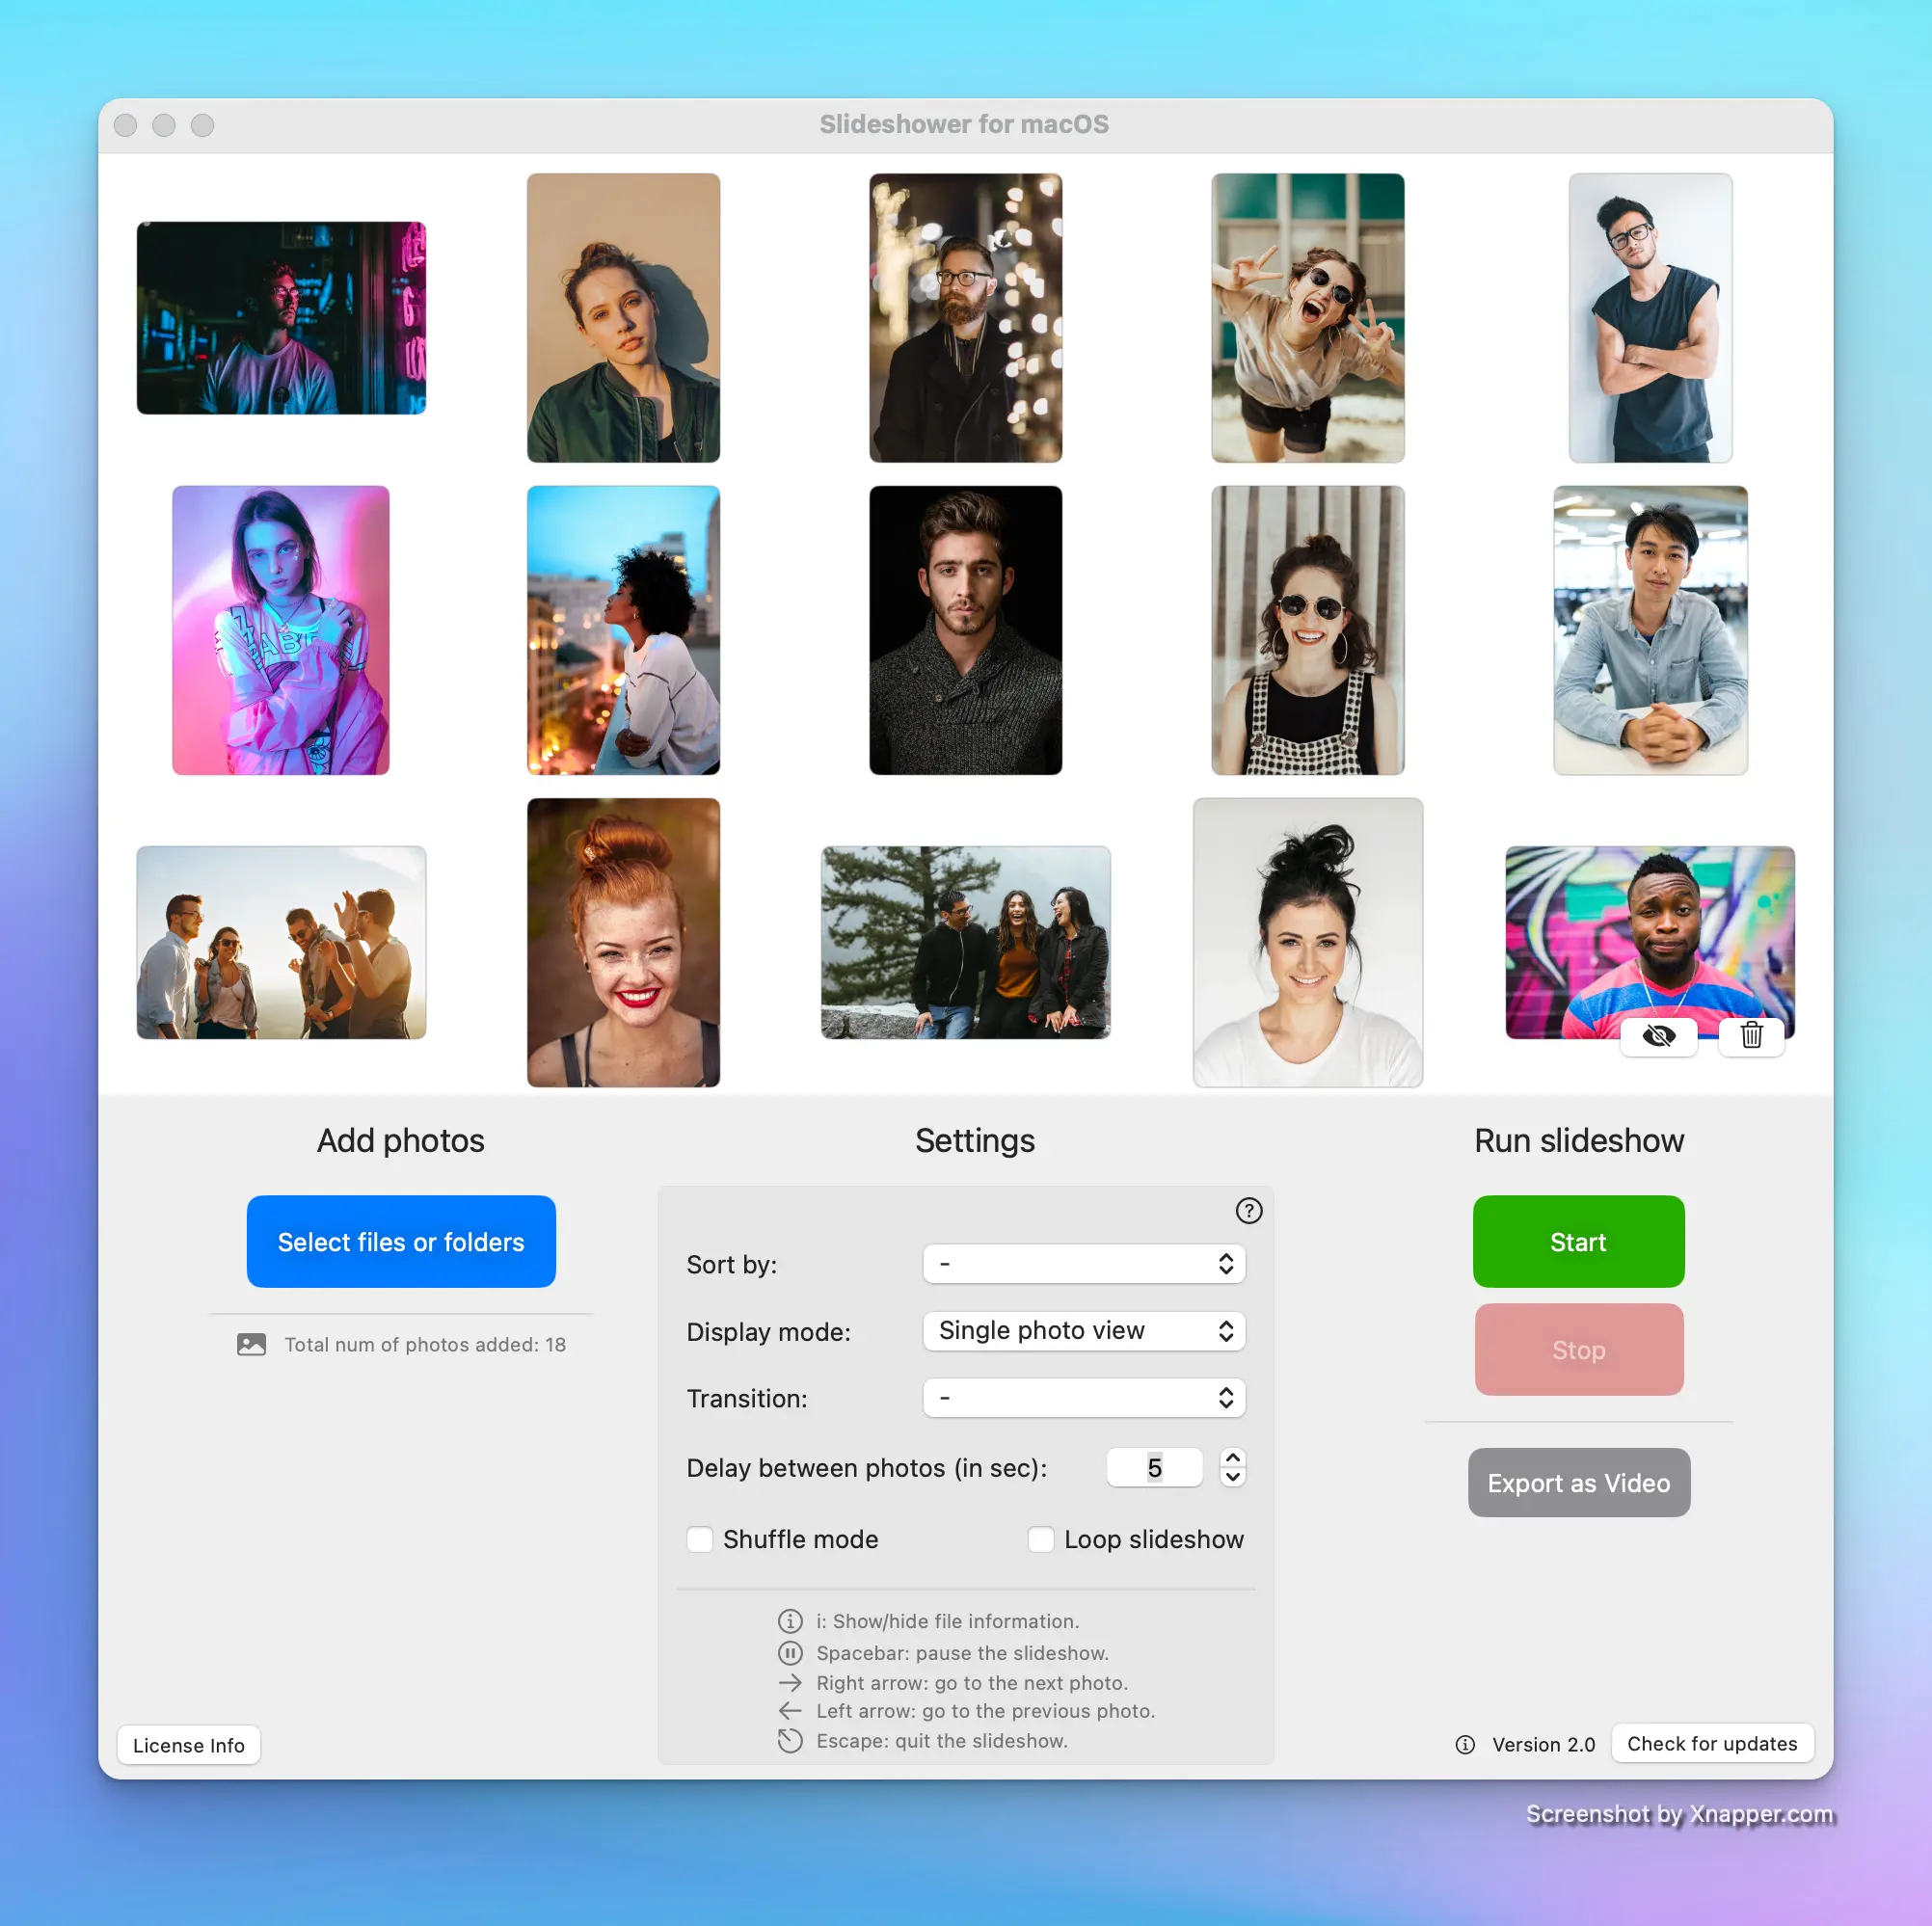 Slideshower for macOS
Add photos
Select files or folders
Total num of photos added: 18
Settings
?
Sort by:
-
Display mode:
Single photo view
Transition:
-
Delay between photos (in sec):
5
Shuffle mode
Loop slideshow
i: Show/hide file information.
Spacebar: pause the slideshow.
Right arrow: go to the next photo.
Left arrow: go to the previous photo.
Escape: quit the slideshow.
Run slideshow
Start
Stop
Export as Video
License Info
Version 2.0
Check for updates
Screenshot by Xnapper.com